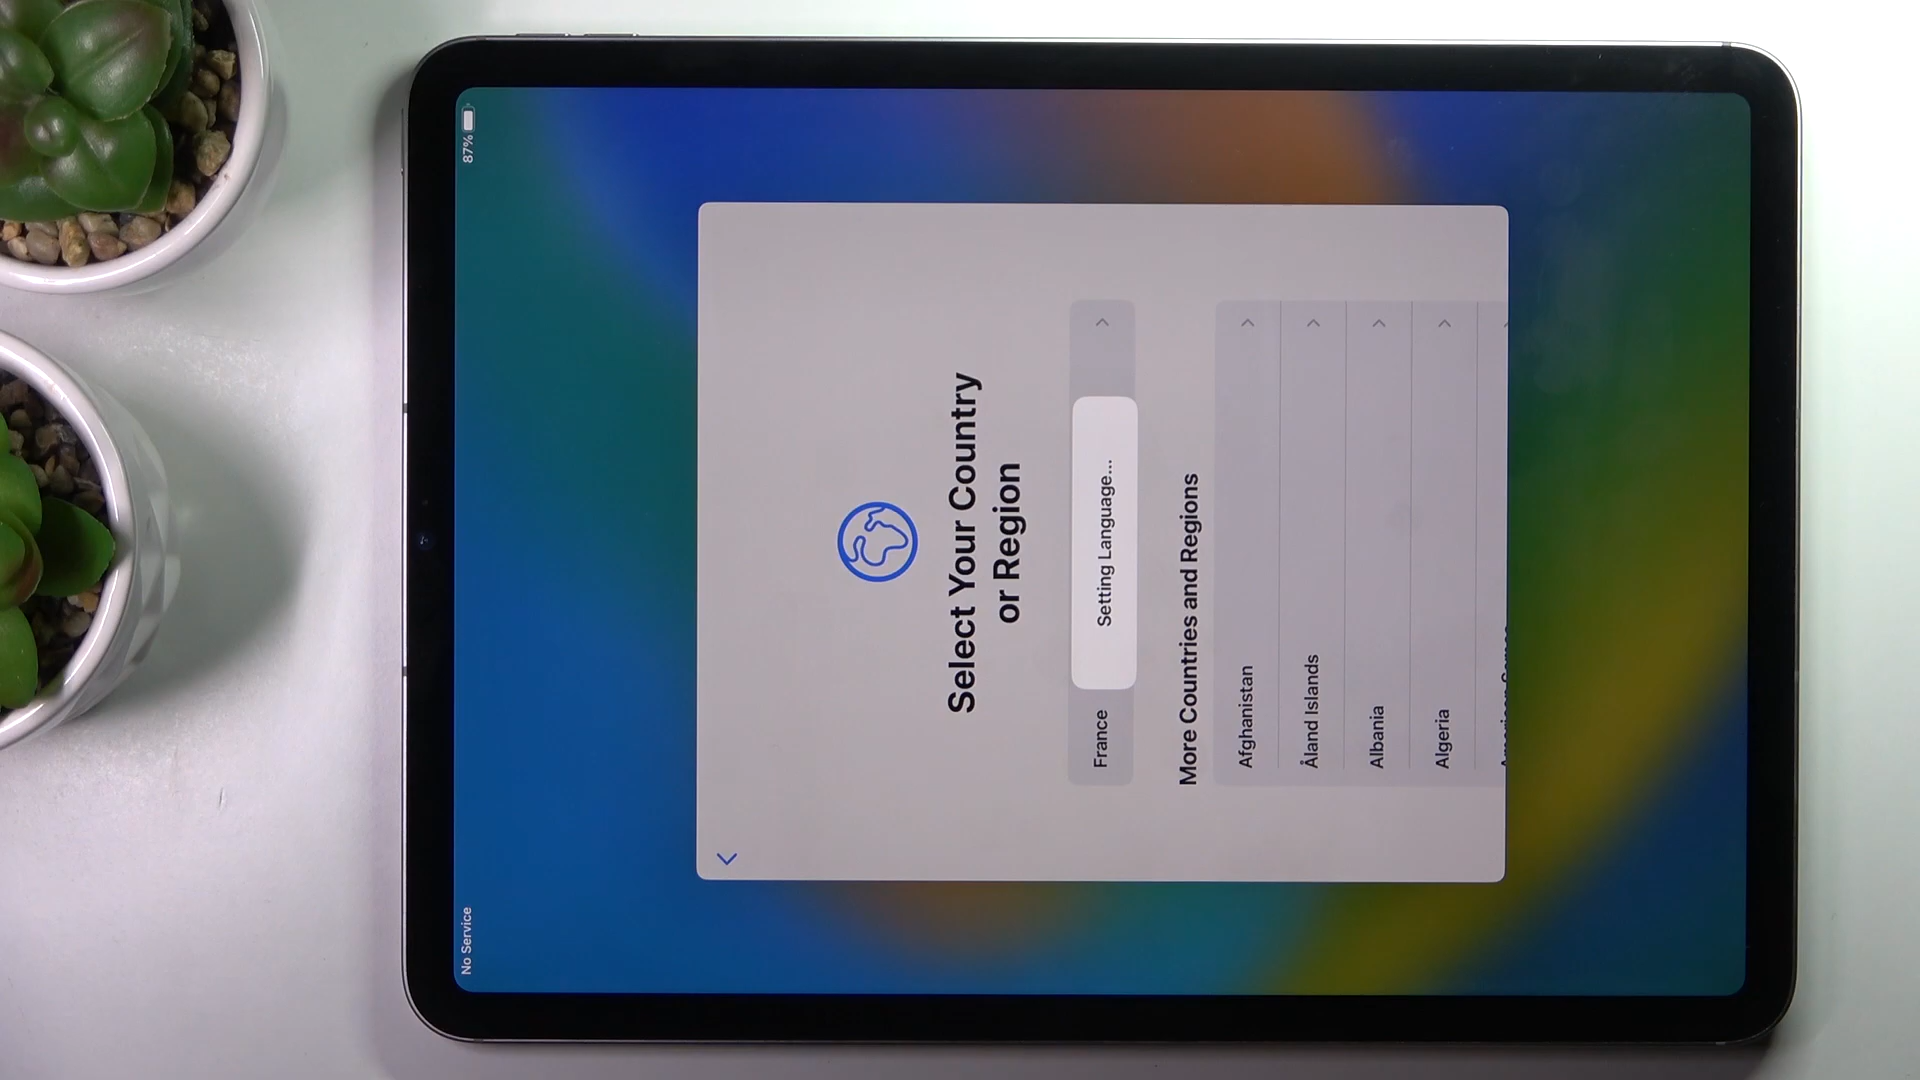 No Service
87%
Select Your Country
or Region
France
Setting Language...
More Countries and Regions
Afghanistan
Åland Islands
Albania
Algeria